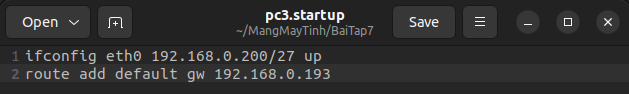 Open
pc3.startup
~/MangMayTinh/BaiTap7
Save
1 ifconfig eth0 192.168.0.200/27 up
2 route add default gw 192.168.0.193